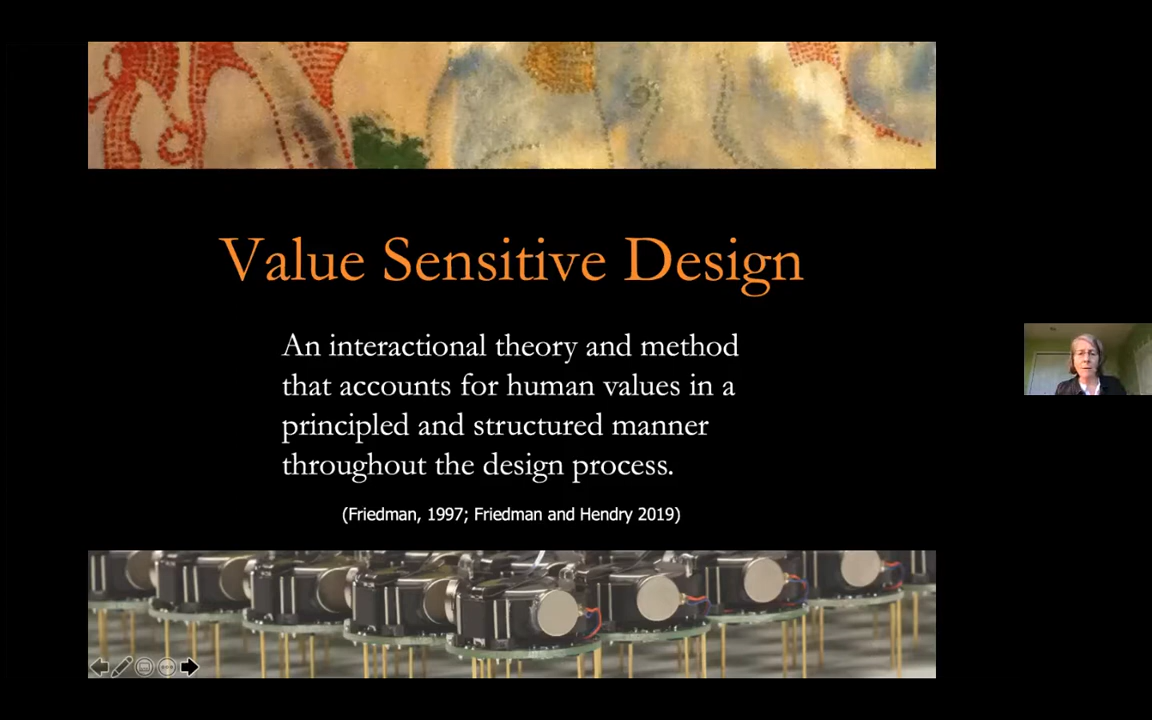 Value Sensitive Design
An interactional theory and method
that accounts for human values in a
principled and structured manner
throughout the design process.
(Friedman, 1997; Friedman and Hendry 2019)